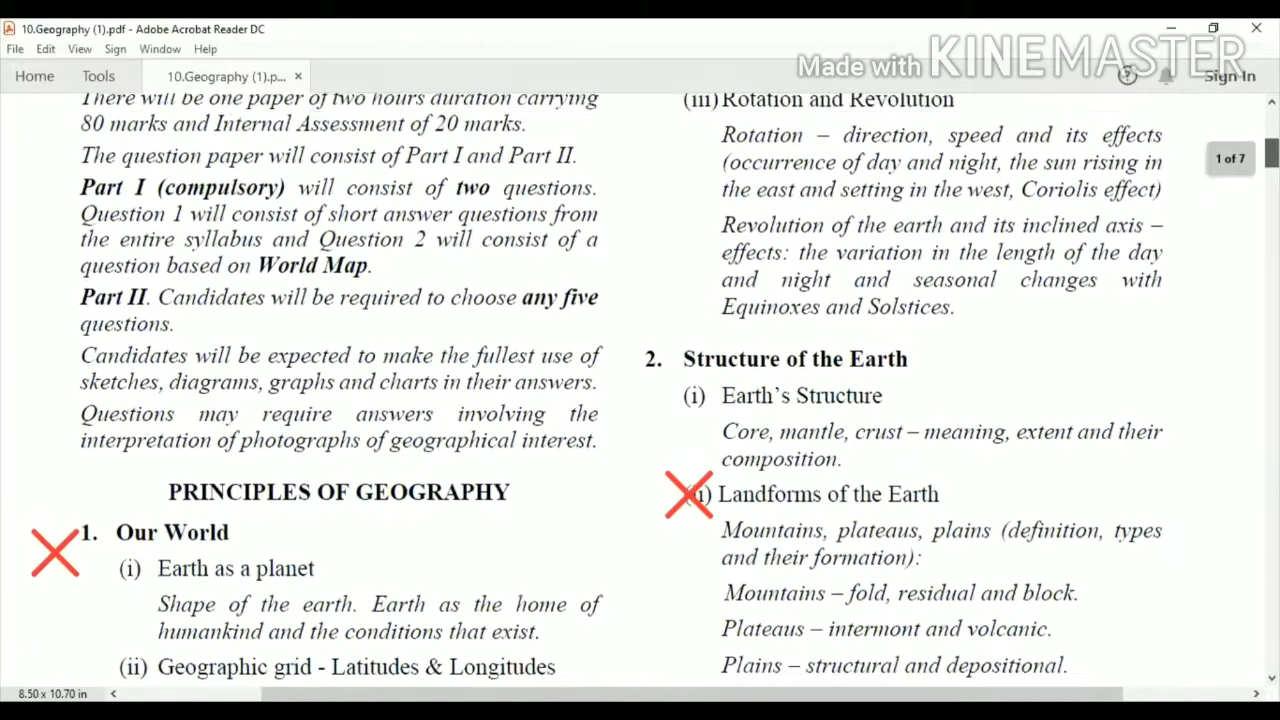 10.Geography (1).pdf - Adobe Acrobat Reader DC
File Edit View Sign Window Help
Made with KINEMASTER
Home Tools 10.Geography (1).p... × Sign In
There will be one paper of two hours duration carrying
80 marks and Internal Assessment of 20 marks.
The question paper will consist of Part I and Part II.
Part I (compulsory) will consist of two questions.
Question 1 will consist of short answer questions from
the entire syllabus and Question 2 will consist of a
question based on World Map.
Part II. Candidates will be required to choose any five
questions.
Candidates will be expected to make the fullest use of
sketches, diagrams, graphs and charts in their answers.
Questions may require answers involving the
interpretation of photographs of geographical interest.
PRINCIPLES OF GEOGRAPHY
1. Our World
(i) Earth as a planet
Shape of the earth. Earth as the home of
humankind and the conditions that exist.
(ii) Geographic grid - Latitudes & Longitudes
(iii) Rotation and Revolution
Rotation – direction, speed and its effects
(occurrence of day and night, the sun rising in
the east and setting in the west, Coriolis effect)
Revolution of the earth and its inclined axis –
effects: the variation in the length of the day
and night and seasonal changes with
Equinoxes and Solstices.
2. Structure of the Earth
(i) Earth's Structure
Core, mantle, crust – meaning, extent and their
composition.
(ii) Landforms of the Earth
Mountains, plateaus, plains (definition, types
and their formation):
Mountains – fold, residual and block.
Plateaus – intermont and volcanic.
Plains – structural and depositional.
1 of 7
8.50 x 10.70 in